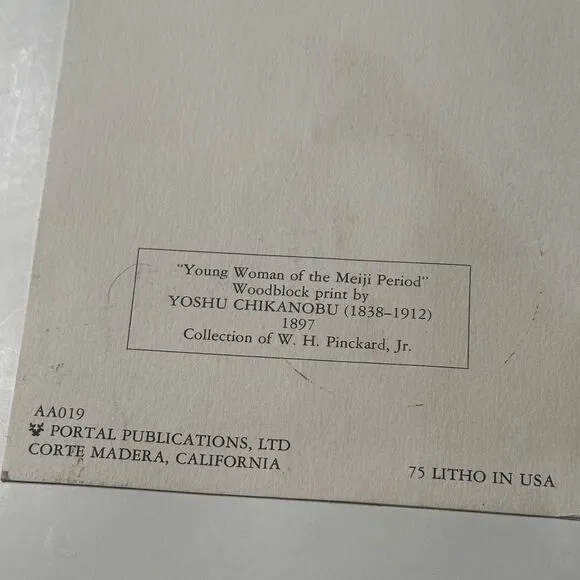 "Young Woman of the Meiji Period"
Woodblock print by
YOSHU CHIKANOBU (1838–1912)
1897
Collection of W. H. Pinckard, Jr.
AA019
PORTAL PUBLICATIONS, LTD
CORTE MADERA, CALIFORNIA
75 LITHO IN USA